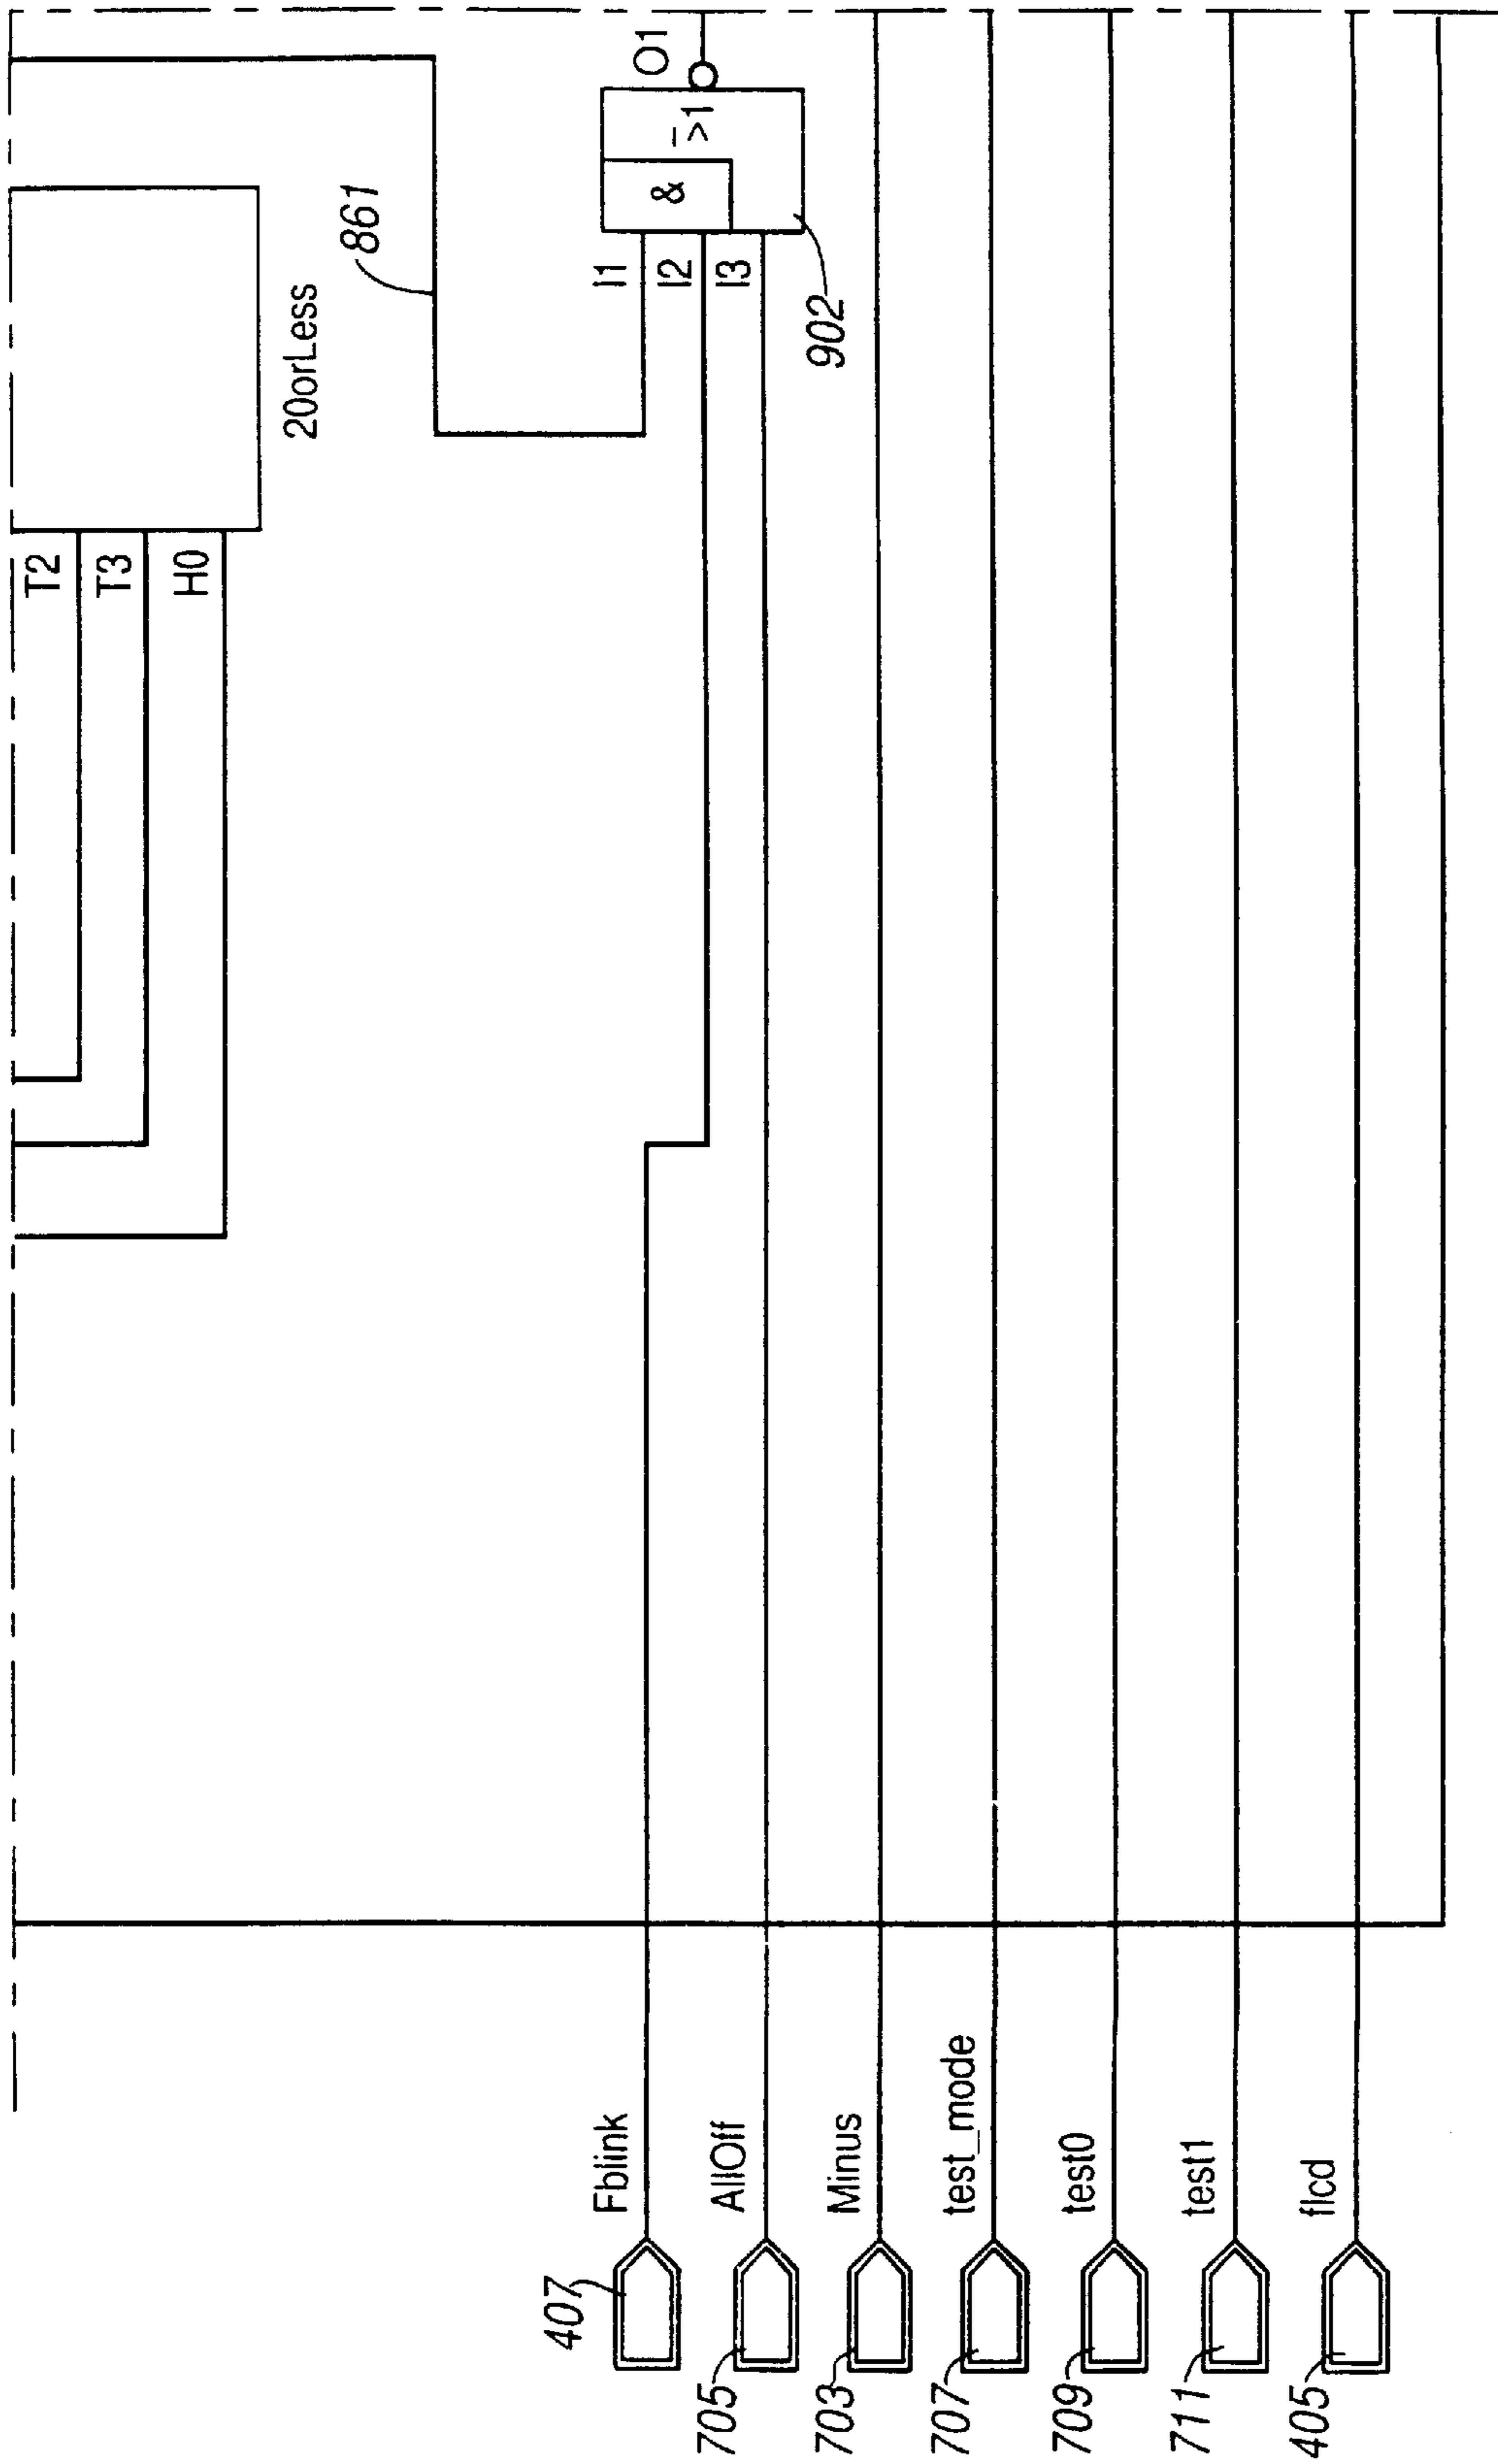 T2
T3
H0
20orLess
861
I1
I2
I3
&
>1
O1
902
407
Fblink
705
AllOff
703
Minus
707
test_mode
709
test0
711
test1
405
flcd